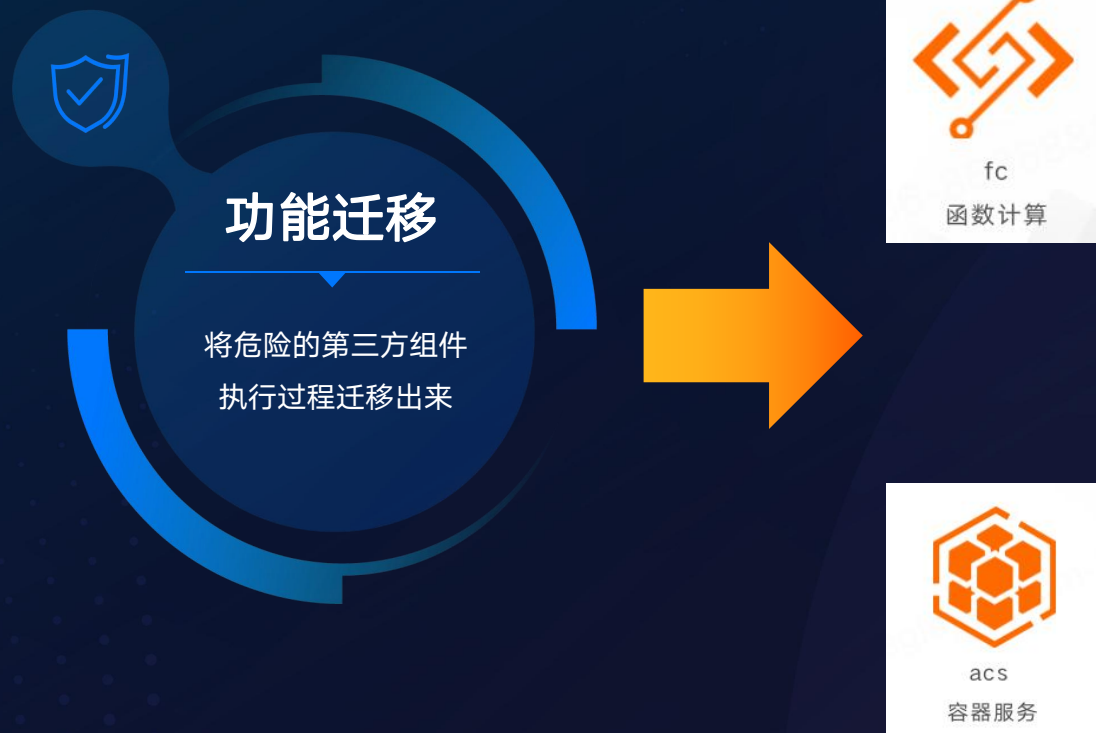 功能迁移
将危险的第三方组件
执行过程迁移出来
fc
函数计算
acs
容器服务